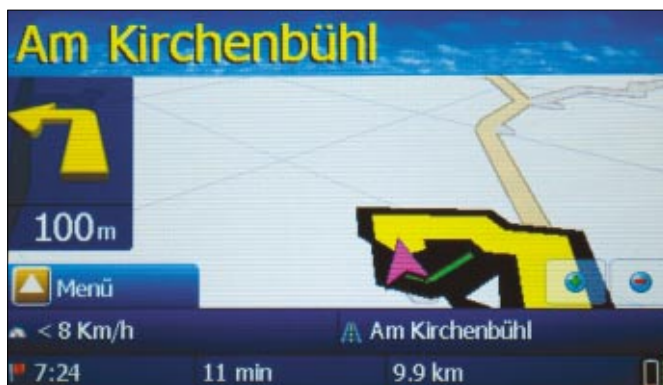 Am Kirchenbühl
100m
Menü
< 8 Km/h
Am Kirchenbühl
7:24 11 min 9.9 km